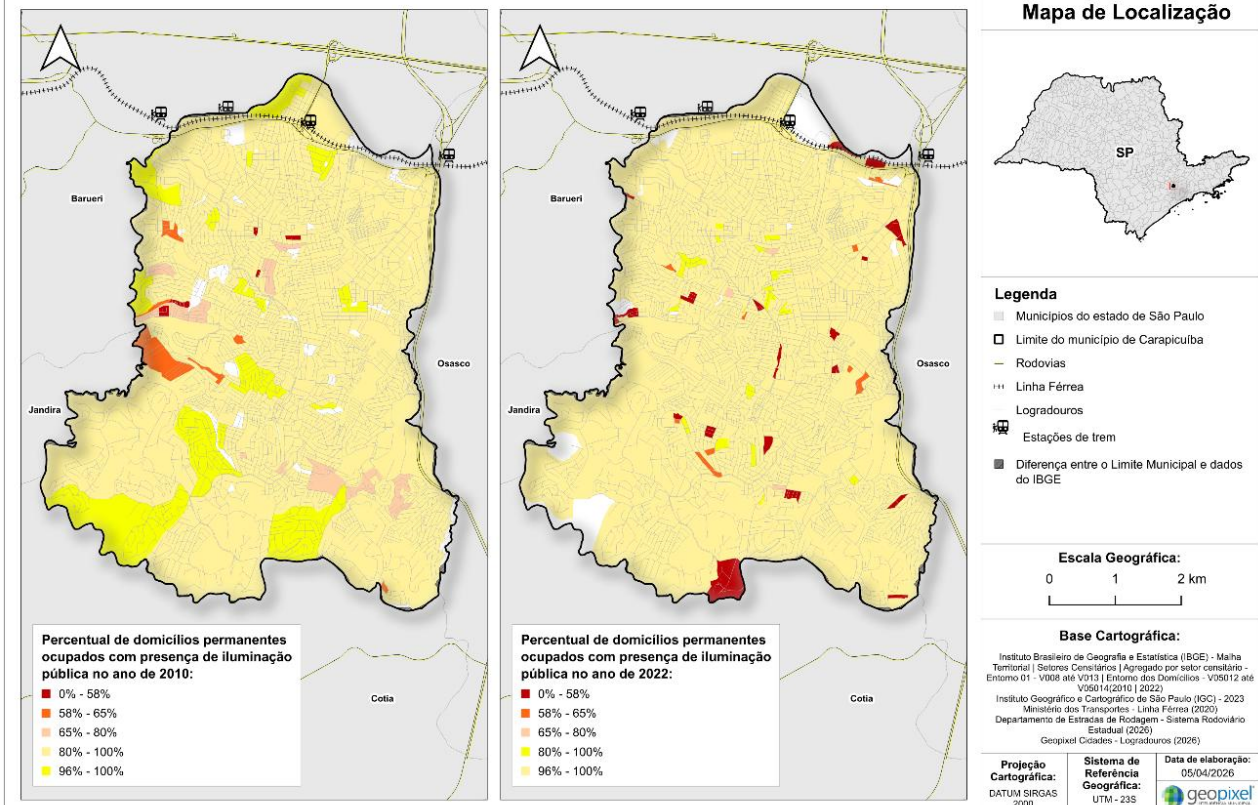 Barueri
Jandira
Osasco
Cotia
Percentual de domicílios permanentes
ocupados com presença de iluminação
pública no ano de 2010:
0% - 58%
58% - 65%
65% - 80%
80% - 100%
96% - 100%
Barueri
Jandira
Osasco
Cotia
Percentual de domicílios permanentes
ocupados com presença de iluminação
pública no ano de 2022:
0% - 58%
58% - 65%
65% - 80%
80% - 100%
96% - 100%
Mapa de Localização
SP
Legenda
Municípios do estado de São Paulo
Limite do município de Carapicuíba
Rodovias
Linha Férrea
Logradouros
Estações de trem
Diferença entre o Limite Municipal e dados
do IBGE
Escala Geográfica:
0 1 2 km
Base Cartográfica:
Instituto Brasileiro de Geografia e Estatística (IBGE) - Malha
Territorial | Setores Censitários | Agregado por setor censitário -
Entorno 01 - V008 até V013 | Entorno dos Domicílios - V05012 até
V05014(2010 | 2022)
Instituto Geográfico e Cartográfico de São Paulo (IGC) - 2023
Ministério dos Transportes - Linha Férrea (2020)
Departamento de Estradas de Rodagem - Sistema Rodoviário
Estadual (2026)
Geopixel Cidades - Logradouros (2026)
Projeção
Cartográfica:
DATUM SIRGAS
2000
Sistema de
Referência
Geográfica:
UTM - 23S
Data de elaboração:
05/04/2026
geopixel